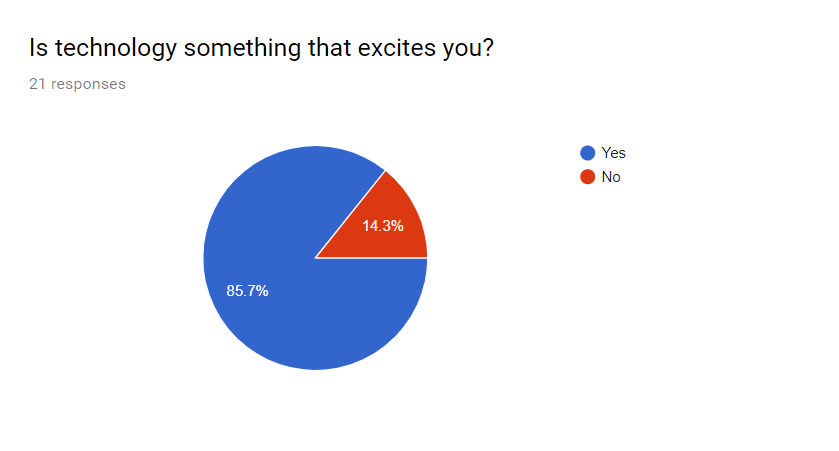 Is technology something that excites you?
21 responses
Yes
No
14.3%
85.7%